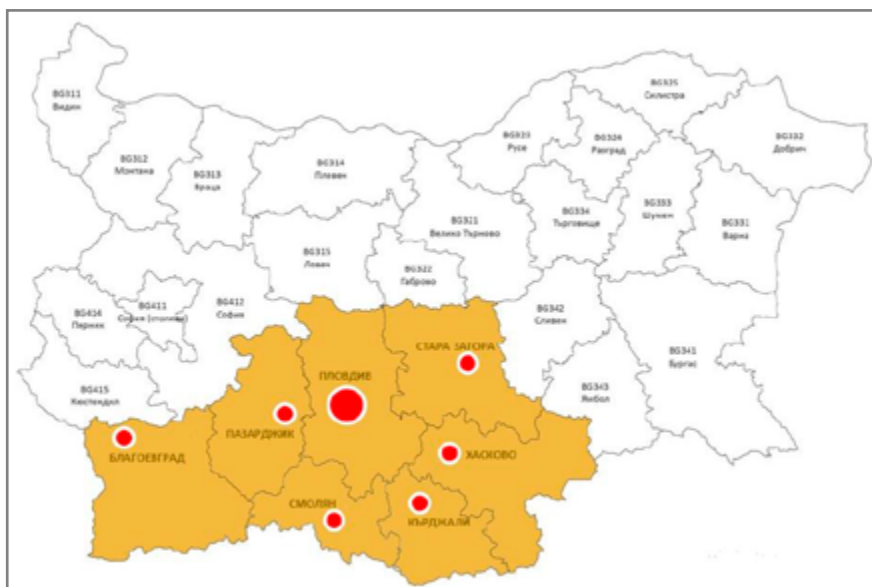 BG325
Силистра
BG311
Видин
BG323
Русе
BG324
Разград
BG332
Добрич
BG312
Монтана
BG313
Враца
BG314
Плевен
BG321
Велико Търново
BG334
Търговище
BG333
Шумен
BG331
Варна
BG315
Ловеч
BG322
Габрово
BG414
Перник
BG411
София (столица)
BG412
София
BG342
Сливен
BG341
Бургас
СТАРА ЗАГОРА
ПЛОВДИВ
BG415
Кюстендил
BG343
Ямбол
ПАЗАРДЖИК
БЛАГОЕВГРАД
ХАСКОВО
СМОЛЯН
КЪРДЖАЛИ